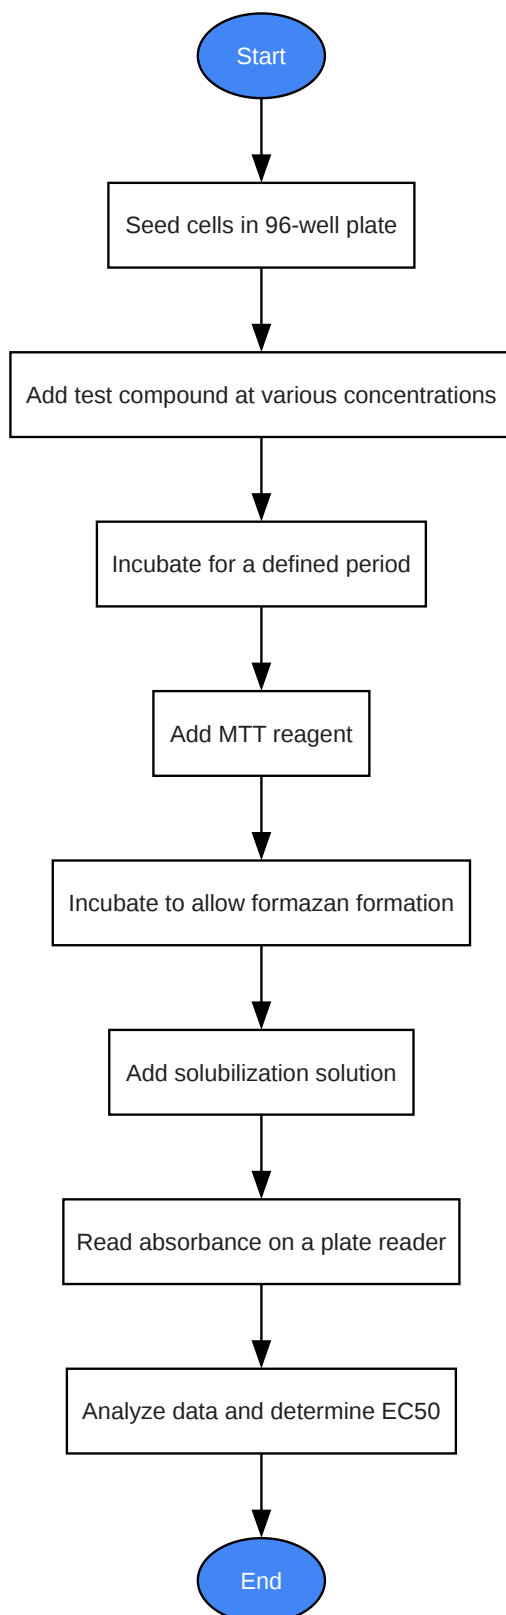 Start
Seed cells in 96-well plate
Add test compound at various concentrations
Incubate for a defined period
Add MTT reagent
Incubate to allow formazan formation
Add solubilization solution
Read absorbance on a plate reader
Analyze data and determine EC50
End